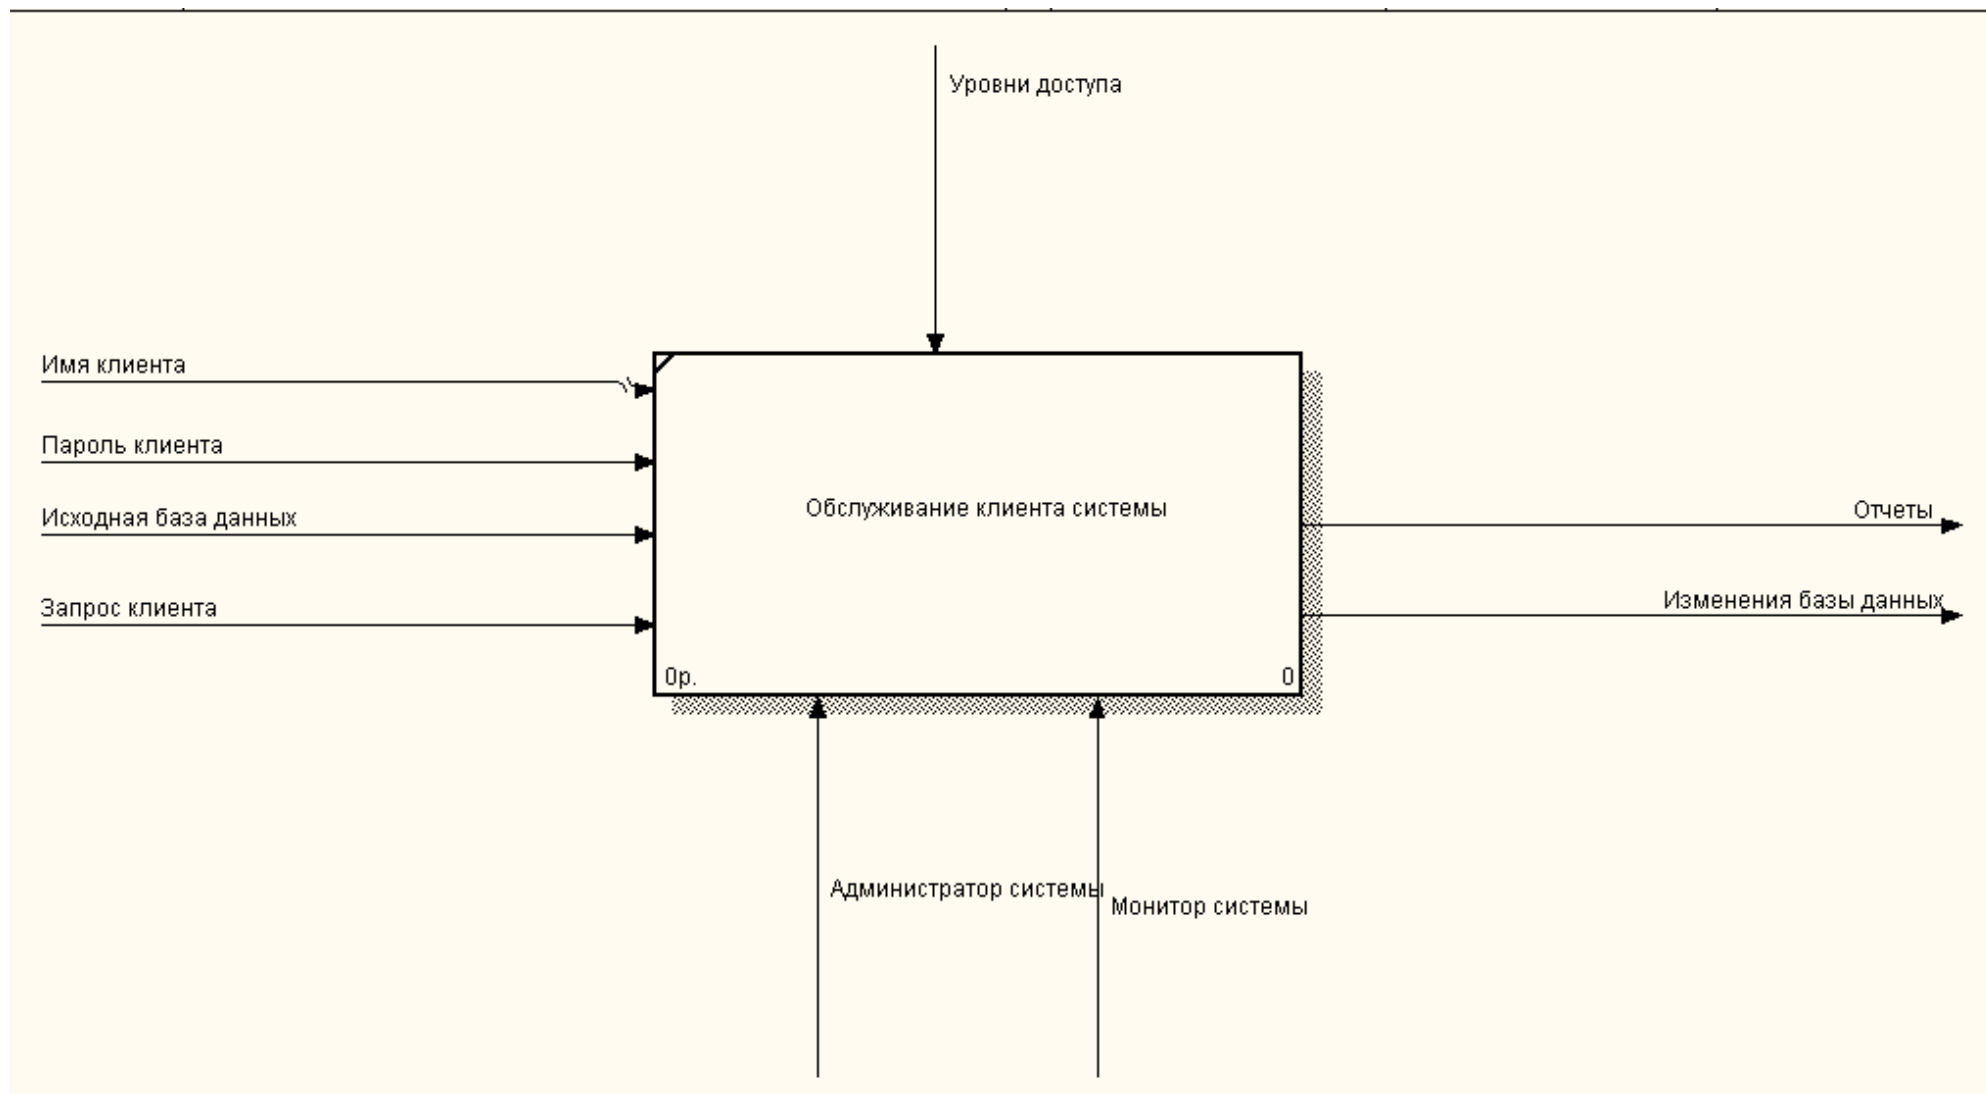 Уровни доступа
Имя клиента
Пароль клиента
Исходная база данных
Запрос клиента
Обслуживание клиента системы
Отчеты
Изменения базы данных
0р.
0
Администратор системы
Монитор системы